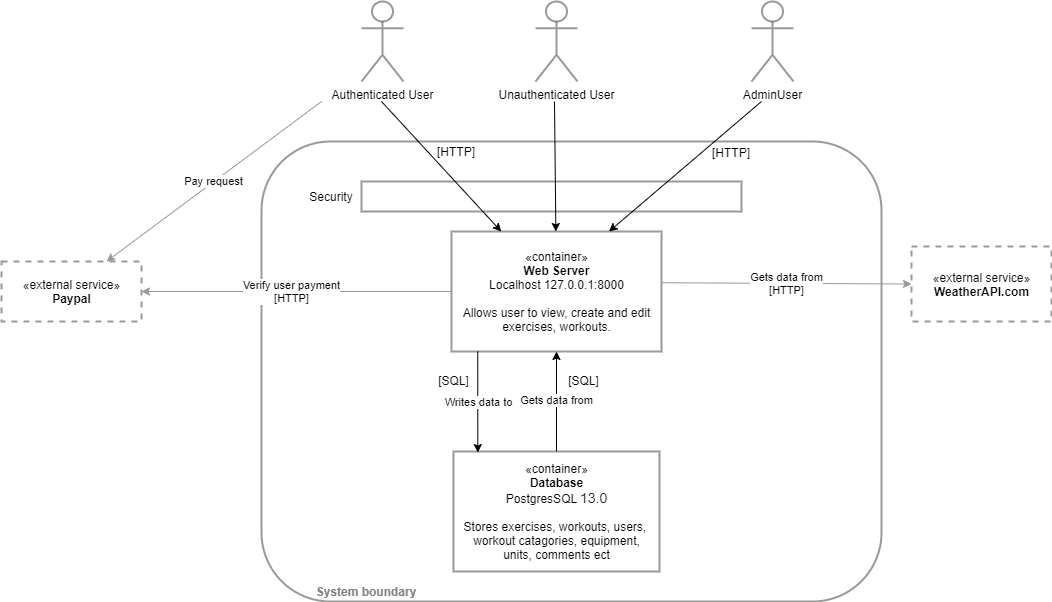 Authenticated User
Unauthenticated User
AdminUser
[HTTP]
[HTTP]
Pay request
Security
«external service»
Paypal
Verify user payment
[HTTP]
«container»
Web Server
Localhost 127.0.0.1:8000
Allows user to view, create and edit
exercises, workouts.
Gets data from
[HTTP]
«external service»
WeatherAPI.com
[SQL]
Writes data to
[SQL]
Gets data from
«container»
Database
PostgresSQL 13.0
Stores exercises, workouts, users,
workout catagories, equipment,
units, comments ect
System boundary